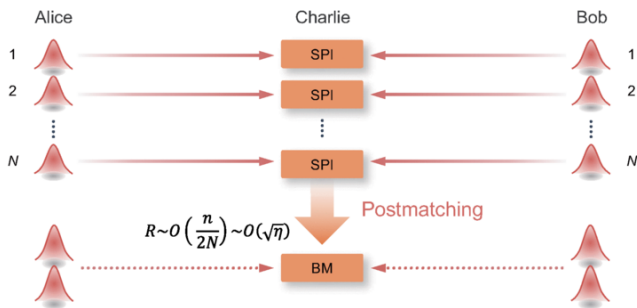 Alice Charlie Bob
1 SPI 1
2 SPI 2
N SPI N
Postmatching
R~O(n/2N)~O(√η)
BM